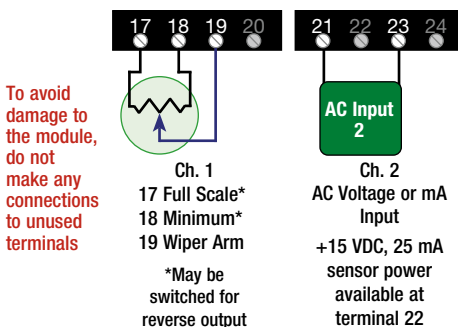 17 18 19 20
21 22 23 24
To avoid
damage to
the module,
do not
make any
connections
to unused
terminals
Ch. 1
17 Full Scale*
18 Minimum*
19 Wiper Arm
*May be
switched for
reverse output
AC Input
2
Ch. 2
AC Voltage or mA
Input
+15 VDC, 25 mA
sensor power
available at
terminal 22